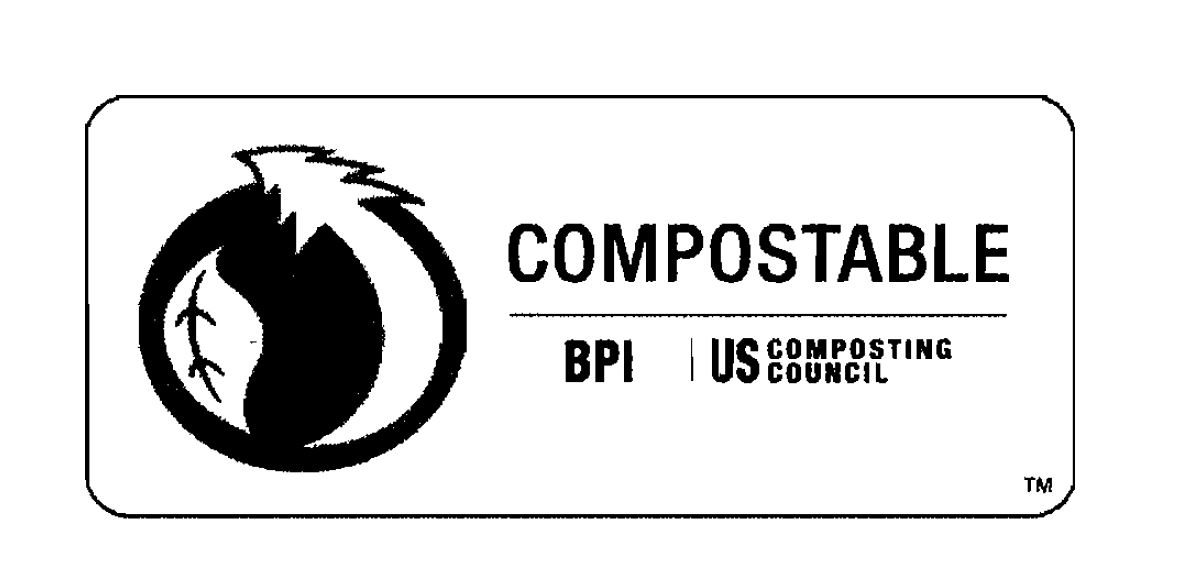 COMPOSTABLE
BPI | US COMPOSTING
COUNCIL
TM